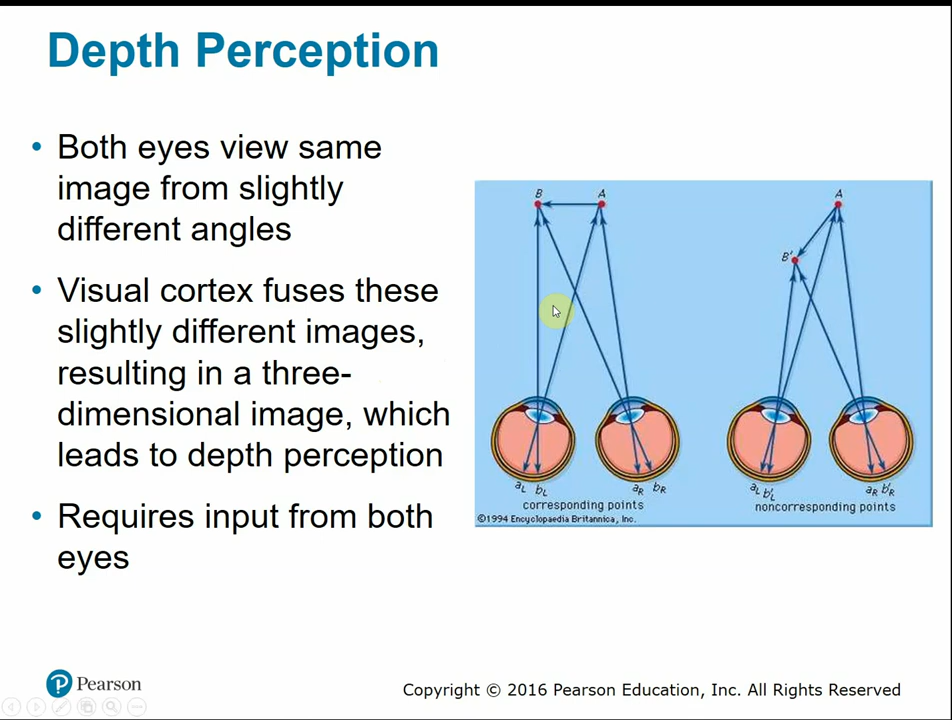 Depth Perception
• Both eyes view same
image from slightly
different angles
• Visual cortex fuses these
slightly different images,
resulting in a three-
dimensional image, which
leads to depth perception
• Requires input from both
eyes
B A
A
B'
aL bL aR bR
aL b'L aR b'R
corresponding points
noncorresponding points
©1994 Encyclopaedia Britannica, Inc.
Pearson
Copyright © 2016 Pearson Education, Inc. All Rights Reserved